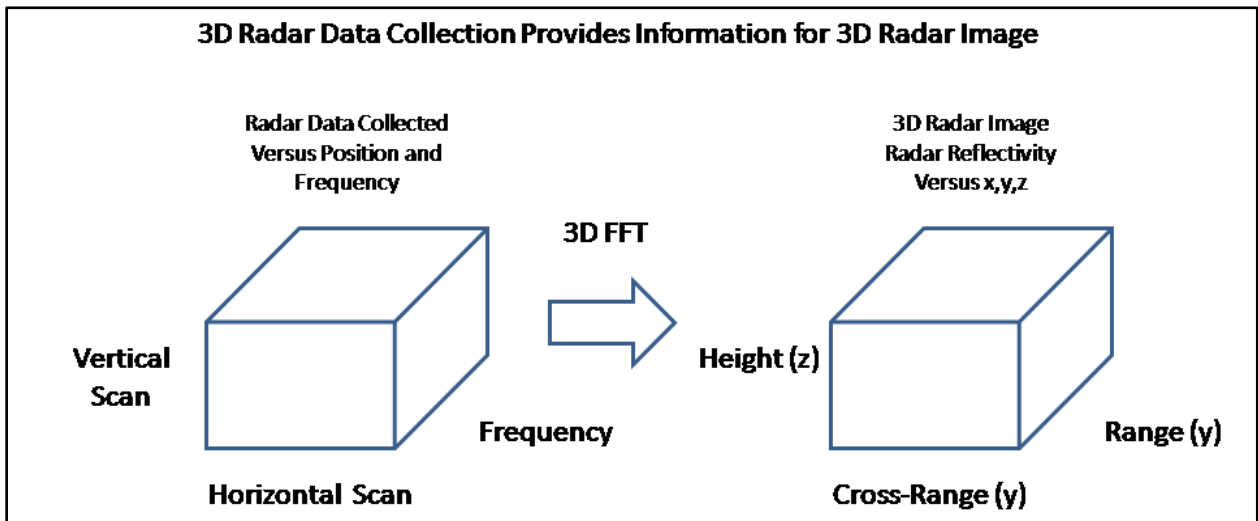 3D Radar Data Collection Provides Information for 3D Radar Image
Radar Data Collected
Versus Position and
Frequency
3D Radar Image
Radar Reflectivity
Versus x,y,z
3D FFT
Vertical
Scan
Height (z)
Frequency
Range (y)
Horizontal Scan
Cross-Range (y)